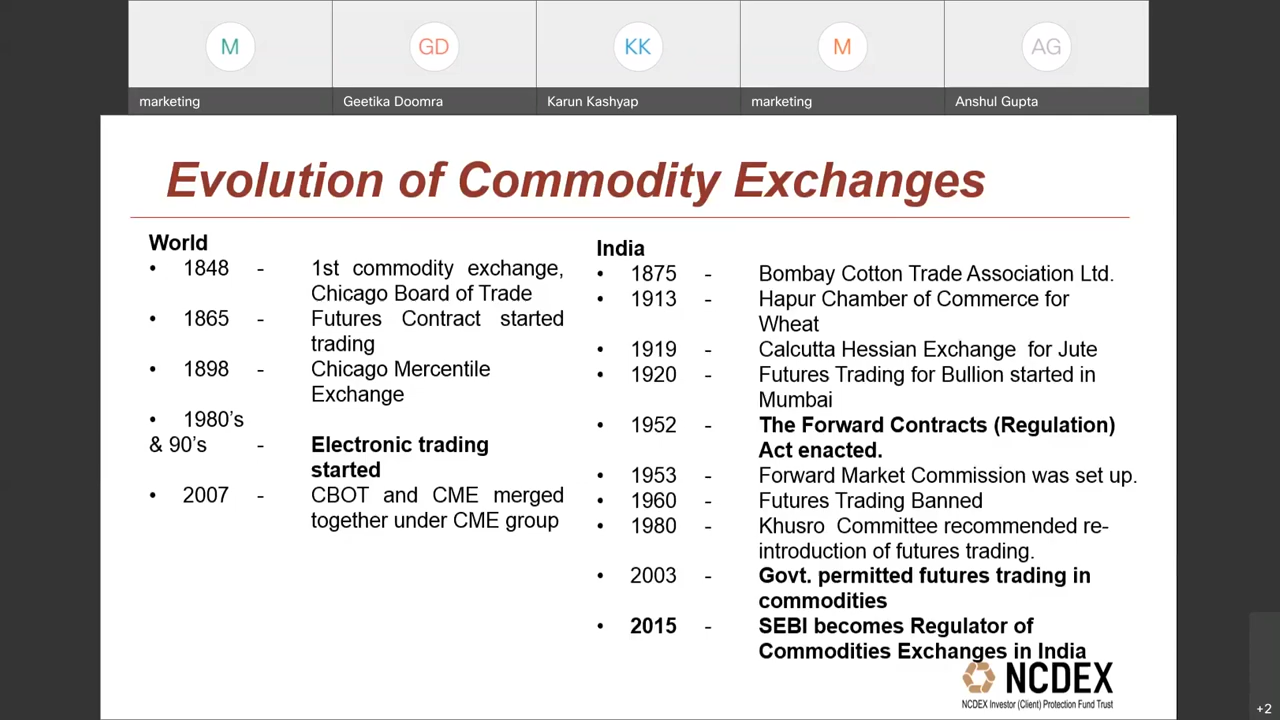 M
GD
KK
M
AG
marketing
Geetika Doomra
Karun Kashyap
marketing
Anshul Gupta
Evolution of Commodity Exchanges
World
• 1848 - 1st commodity exchange,
Chicago Board of Trade
• 1865 - Futures Contract started
trading
• 1898 - Chicago Mercentile
Exchange
• 1980's
& 90's - Electronic trading
started
• 2007 - CBOT and CME merged
together under CME group
India
• 1875 - Bombay Cotton Trade Association Ltd.
• 1913 - Hapur Chamber of Commerce for
Wheat
• 1919 - Calcutta Hessian Exchange for Jute
• 1920 - Futures Trading for Bullion started in
Mumbai
• 1952 - The Forward Contracts (Regulation)
Act enacted.
• 1953 - Forward Market Commission was set up.
• 1960 - Futures Trading Banned
• 1980 - Khusro Committee recommended re-
introduction of futures trading.
• 2003 - Govt. permitted futures trading in
commodities
• 2015 - SEBI becomes Regulator of
Commodities Exchanges in India
NCDEX
NCDEX Investor (Client) Protection Fund Trust
+2